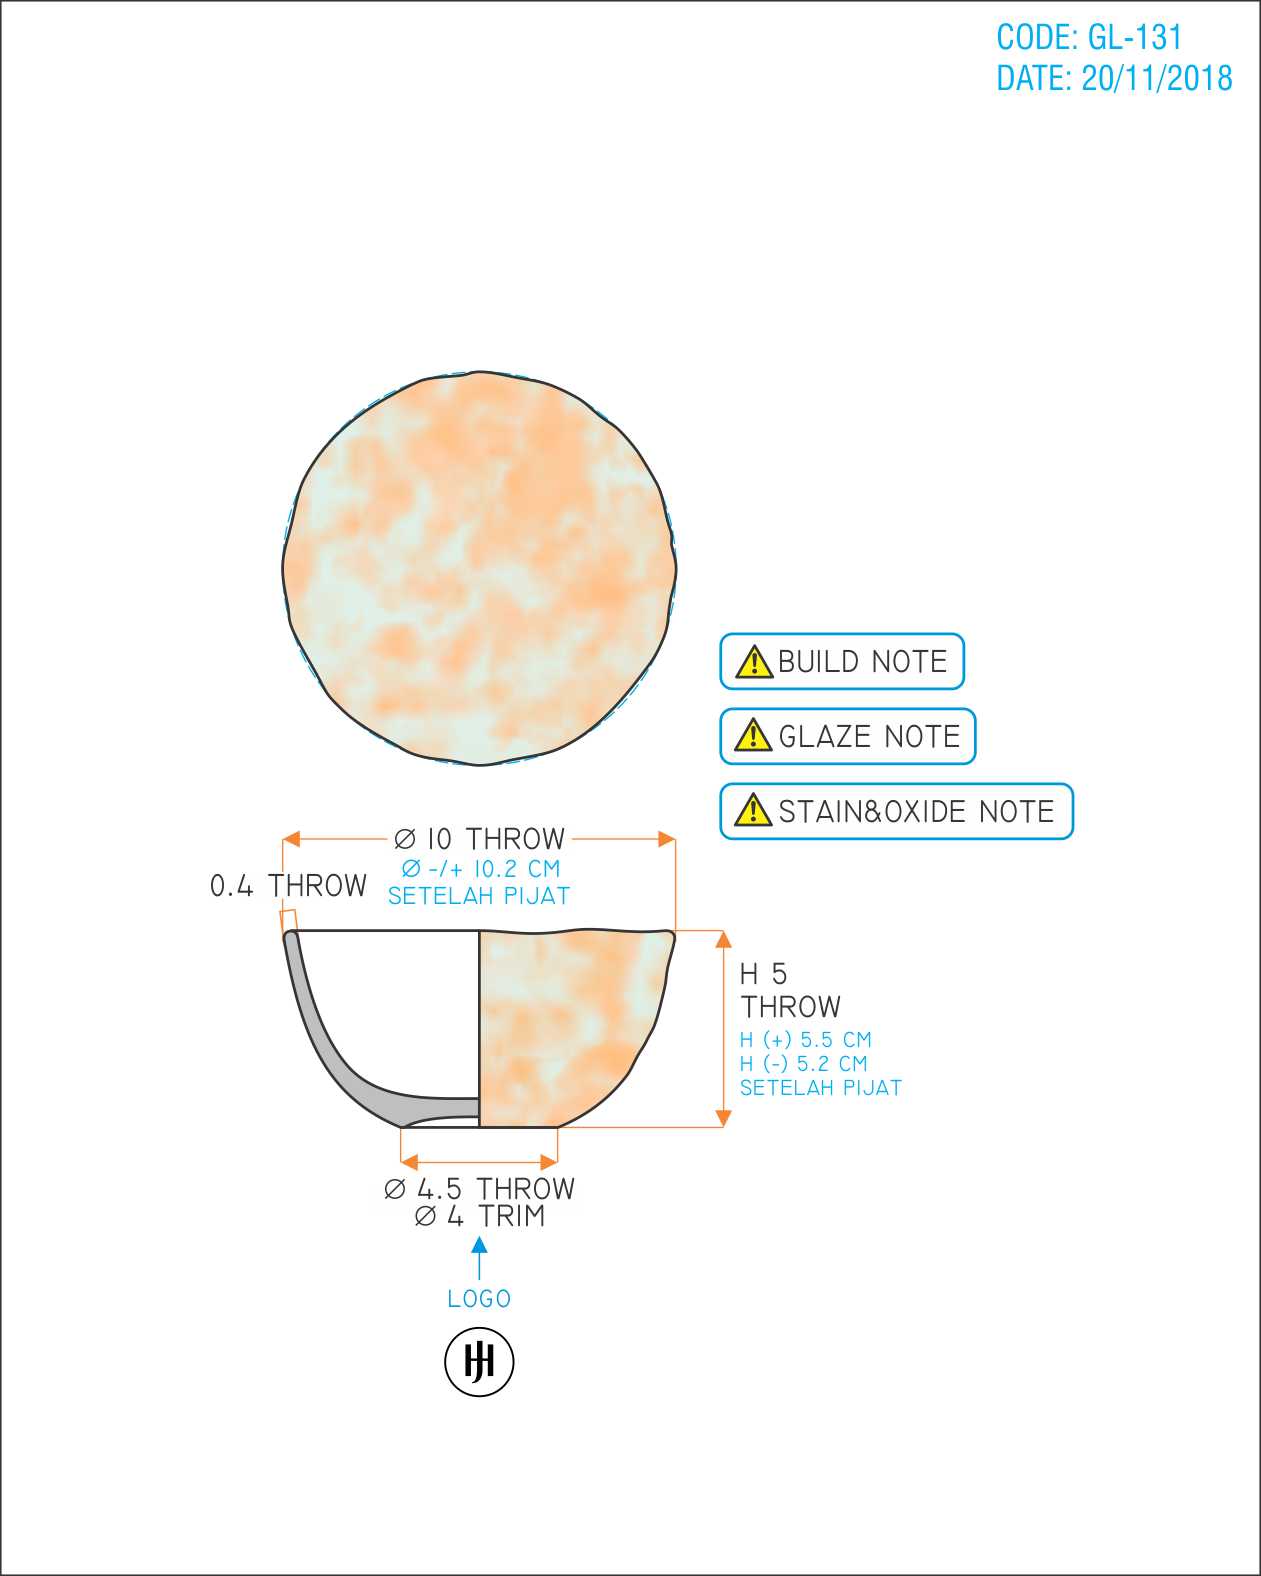 CODE: GL-131
DATE: 20/11/2018
BUILD NOTE
GLAZE NOTE
STAIN&OXIDE NOTE
Ø 10 THROW
Ø -/+ 10.2 CM
SETELAH PIJAT
0.4 THROW
H 5
THROW
H (+) 5.5 CM
H (-) 5.2 CM
SETELAH PIJAT
Ø 4.5 THROW
Ø 4 TRIM
LOGO